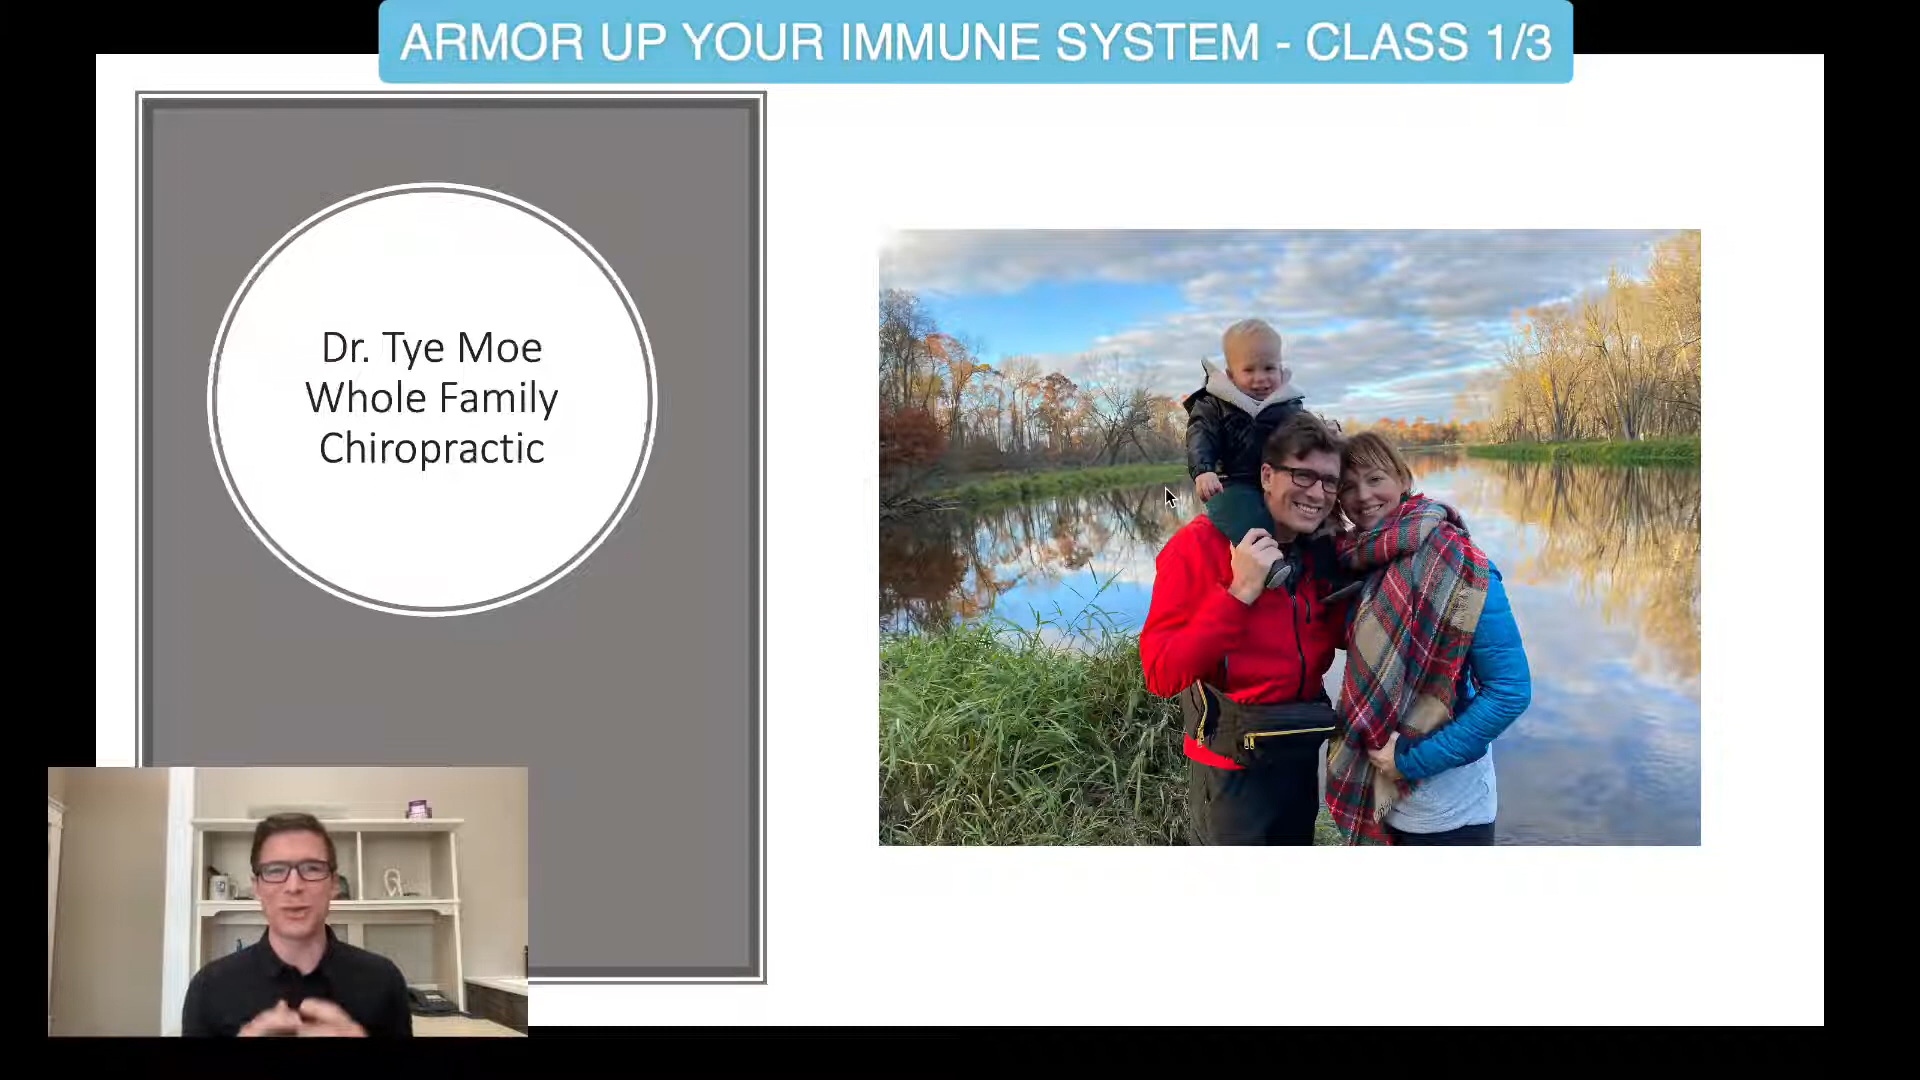 ARMOR UP YOUR IMMUNE SYSTEM - CLASS 1/3
Dr. Tye Moe
Whole Family
Chiropractic